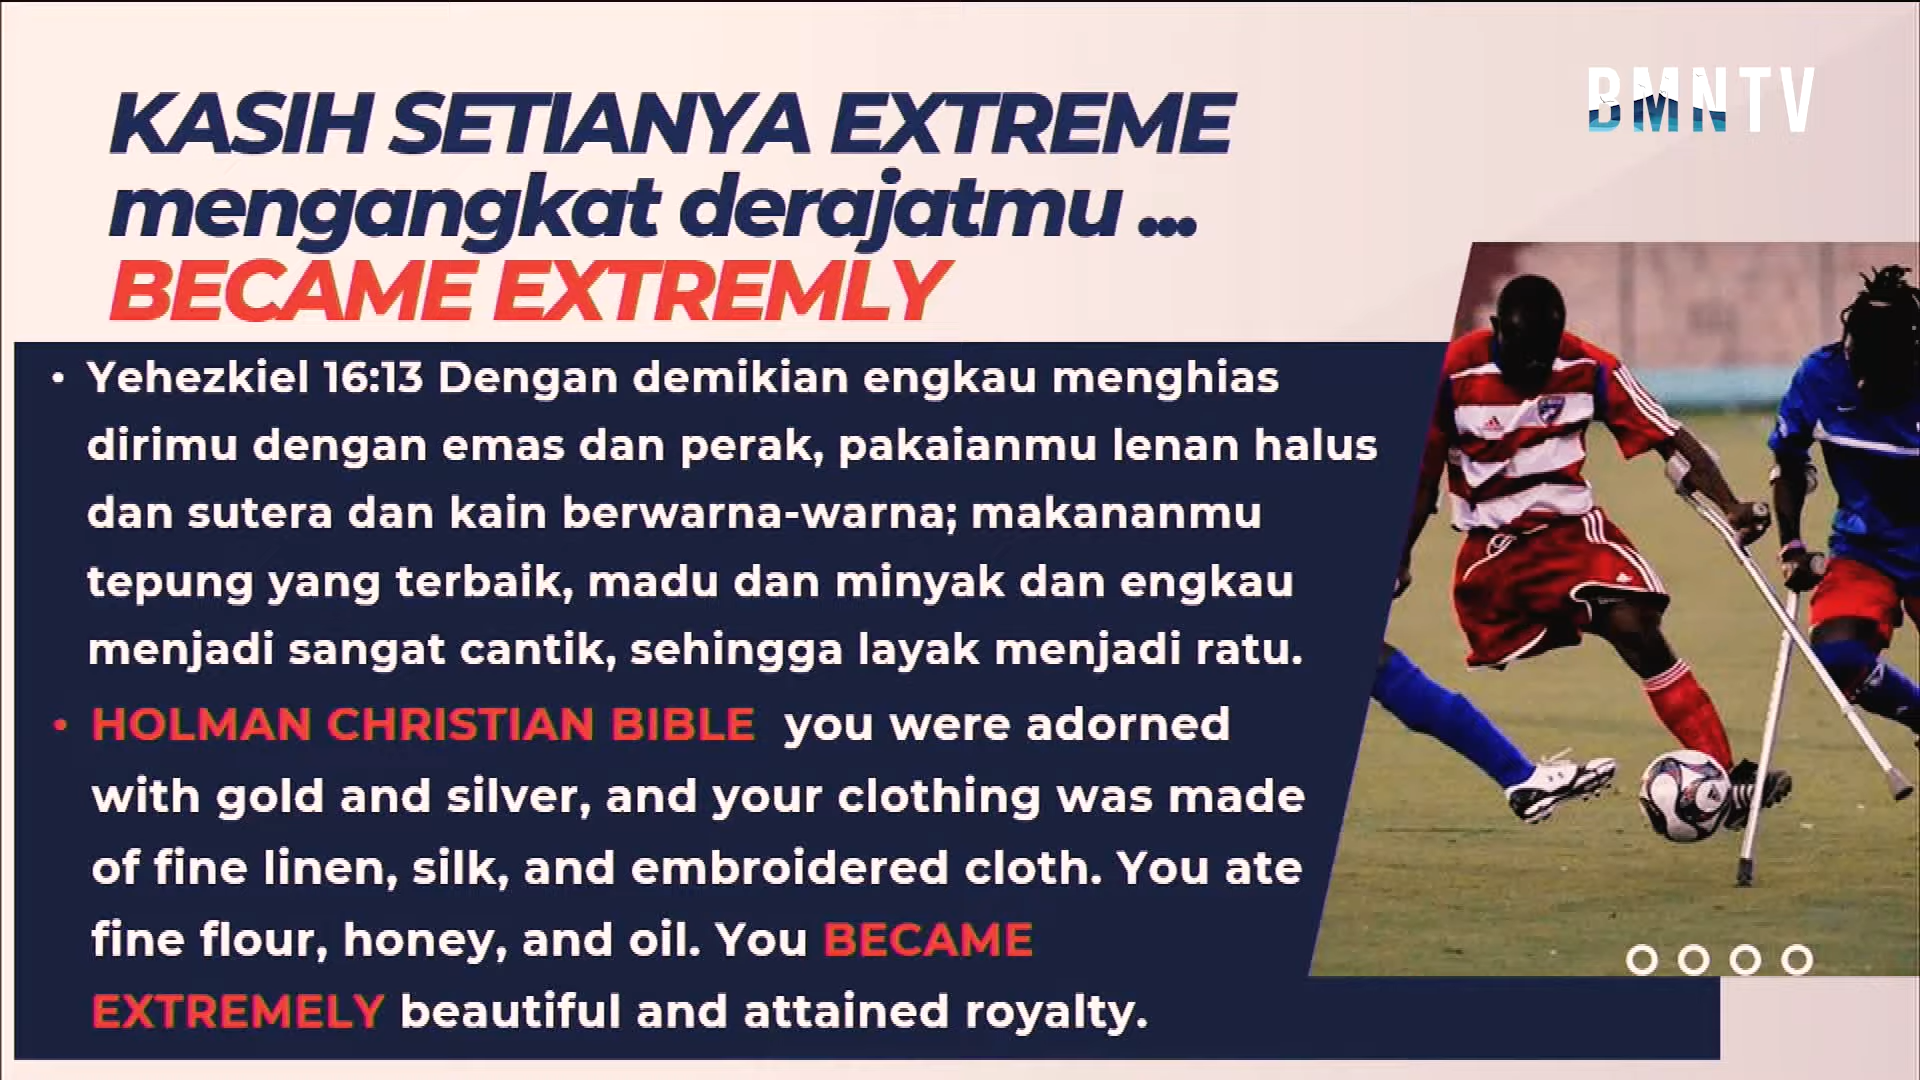 KASIH SETIANYA EXTREME
mengangkat derajatmu ...
BECAME EXTREMLY
BMNTV
• Yehezkiel 16:13 Dengan demikian engkau menghias
dirimu dengan emas dan perak, pakaianmu lenan halus
dan sutera dan kain berwarna-warna; makananmu
tepung yang terbaik, madu dan minyak dan engkau
menjadi sangat cantik, sehingga layak menjadi ratu.
• HOLMAN CHRISTIAN BIBLE you were adorned
with gold and silver, and your clothing was made
of fine linen, silk, and embroidered cloth. You ate
fine flour, honey, and oil. You BECAME
EXTREMELY beautiful and attained royalty.